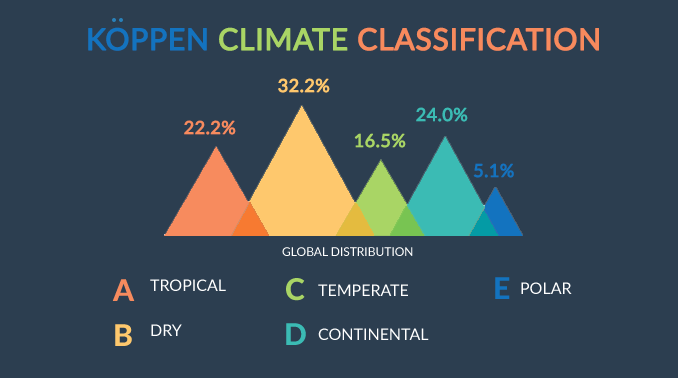 KÖPPEN CLIMATE CLASSIFICATION
32.2%
24.0%
22.2%
16.5%
5.1%
GLOBAL DISTRIBUTION
A TROPICAL
B DRY
C TEMPERATE
D CONTINENTAL
E POLAR